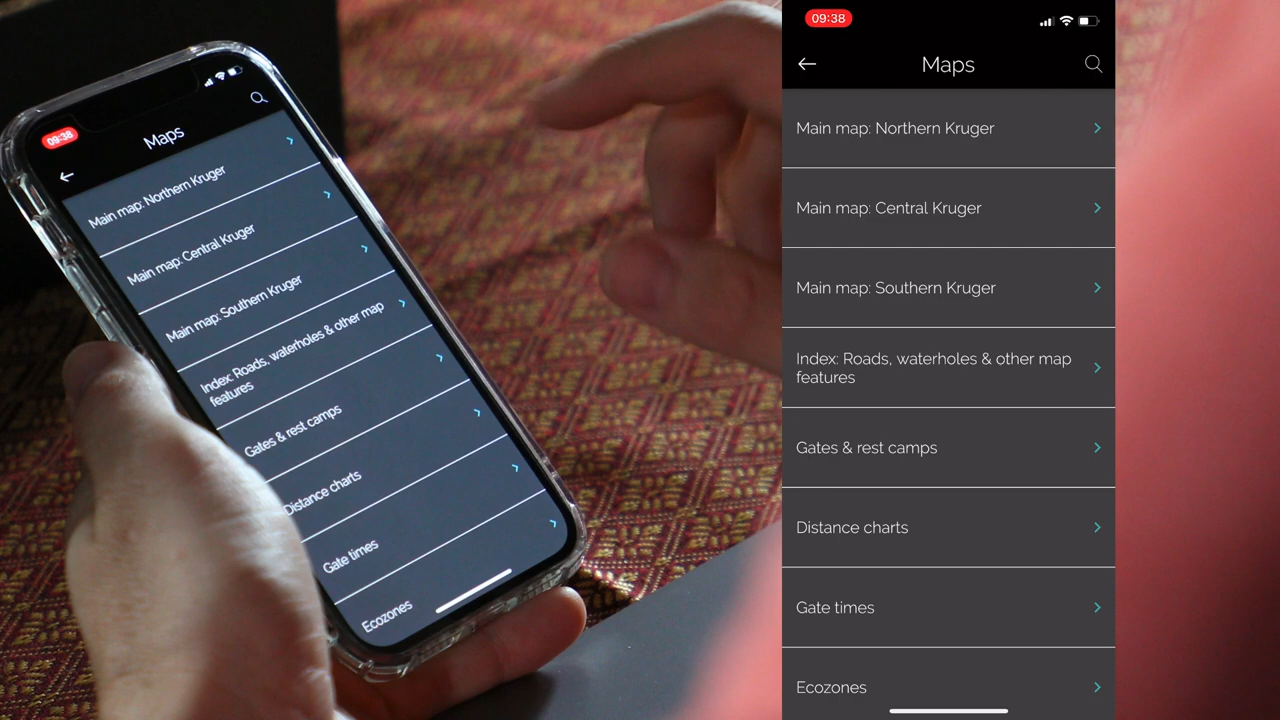 09:38
Maps
Main map: Northern Kruger
Main map: Central Kruger
Main map: Southern Kruger
Index: Roads, waterholes & other map
features
Gates & rest camps
Distance charts
Gate times
Ecozones
09:38
Maps
Main map: Northern Kruger
Main map: Central Kruger
Main map: Southern Kruger
Index: Roads, waterholes & other map
features
Gates & rest camps
Distance charts
Gate times
Ecozones